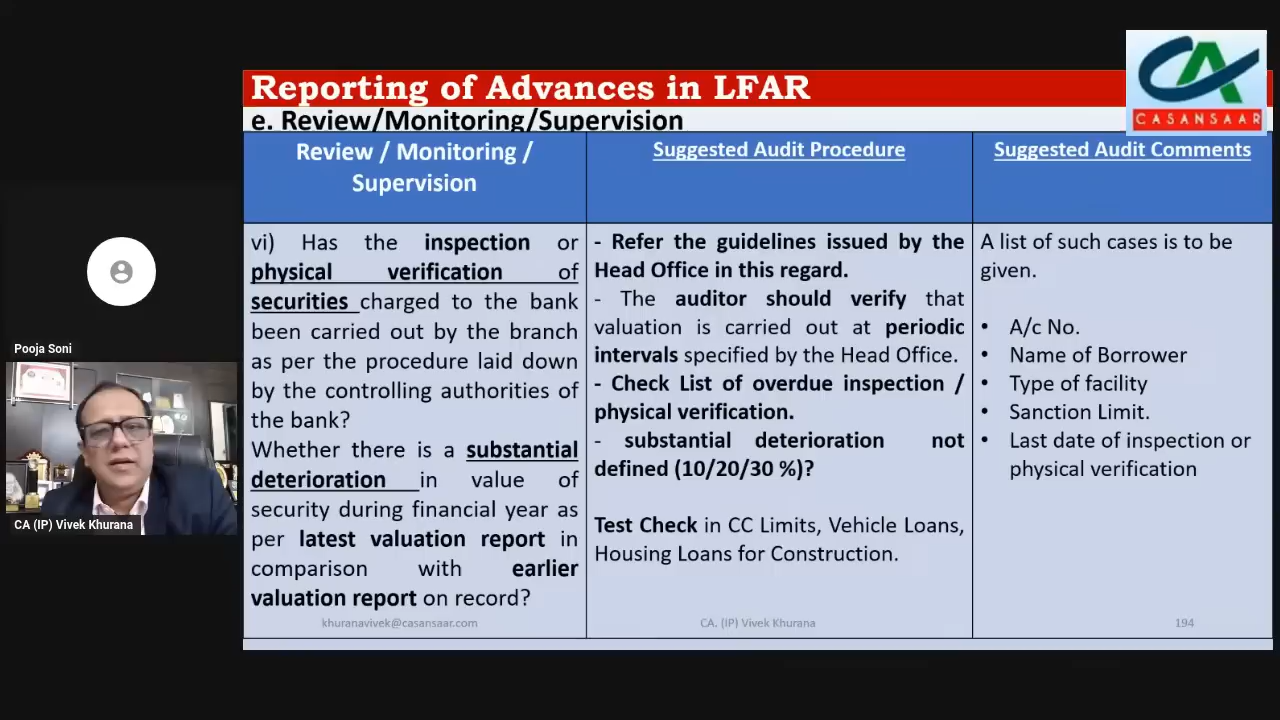 Reporting of Advances in LFAR
CA
CASANSAAR
e. Review/Monitoring/Supervision
Review / Monitoring /
Supervision
Suggested Audit Procedure
Suggested Audit Comments
vi) Has the inspection or
physical verification of
securities charged to the bank
been carried out by the branch
as per the procedure laid down
by the controlling authorities of
the bank?
Whether there is a substantial
deterioration in value of
security during financial year as
per latest valuation report in
comparison with earlier
valuation report on record?
- Refer the guidelines issued by the
Head Office in this regard.
- The auditor should verify that
valuation is carried out at periodic
intervals specified by the Head Office.
- Check List of overdue inspection /
physical verification.
- substantial deterioration not
defined (10/20/30 %)?
Test Check in CC Limits, Vehicle Loans,
Housing Loans for Construction.
A list of such cases is to be
given.
• A/c No.
• Name of Borrower
• Type of facility
• Sanction Limit.
• Last date of inspection or
physical verification
khuranavivek@casansaar.com
CA. (IP) Vivek Khurana
194
Pooja Soni
CA (IP) Vivek Khurana